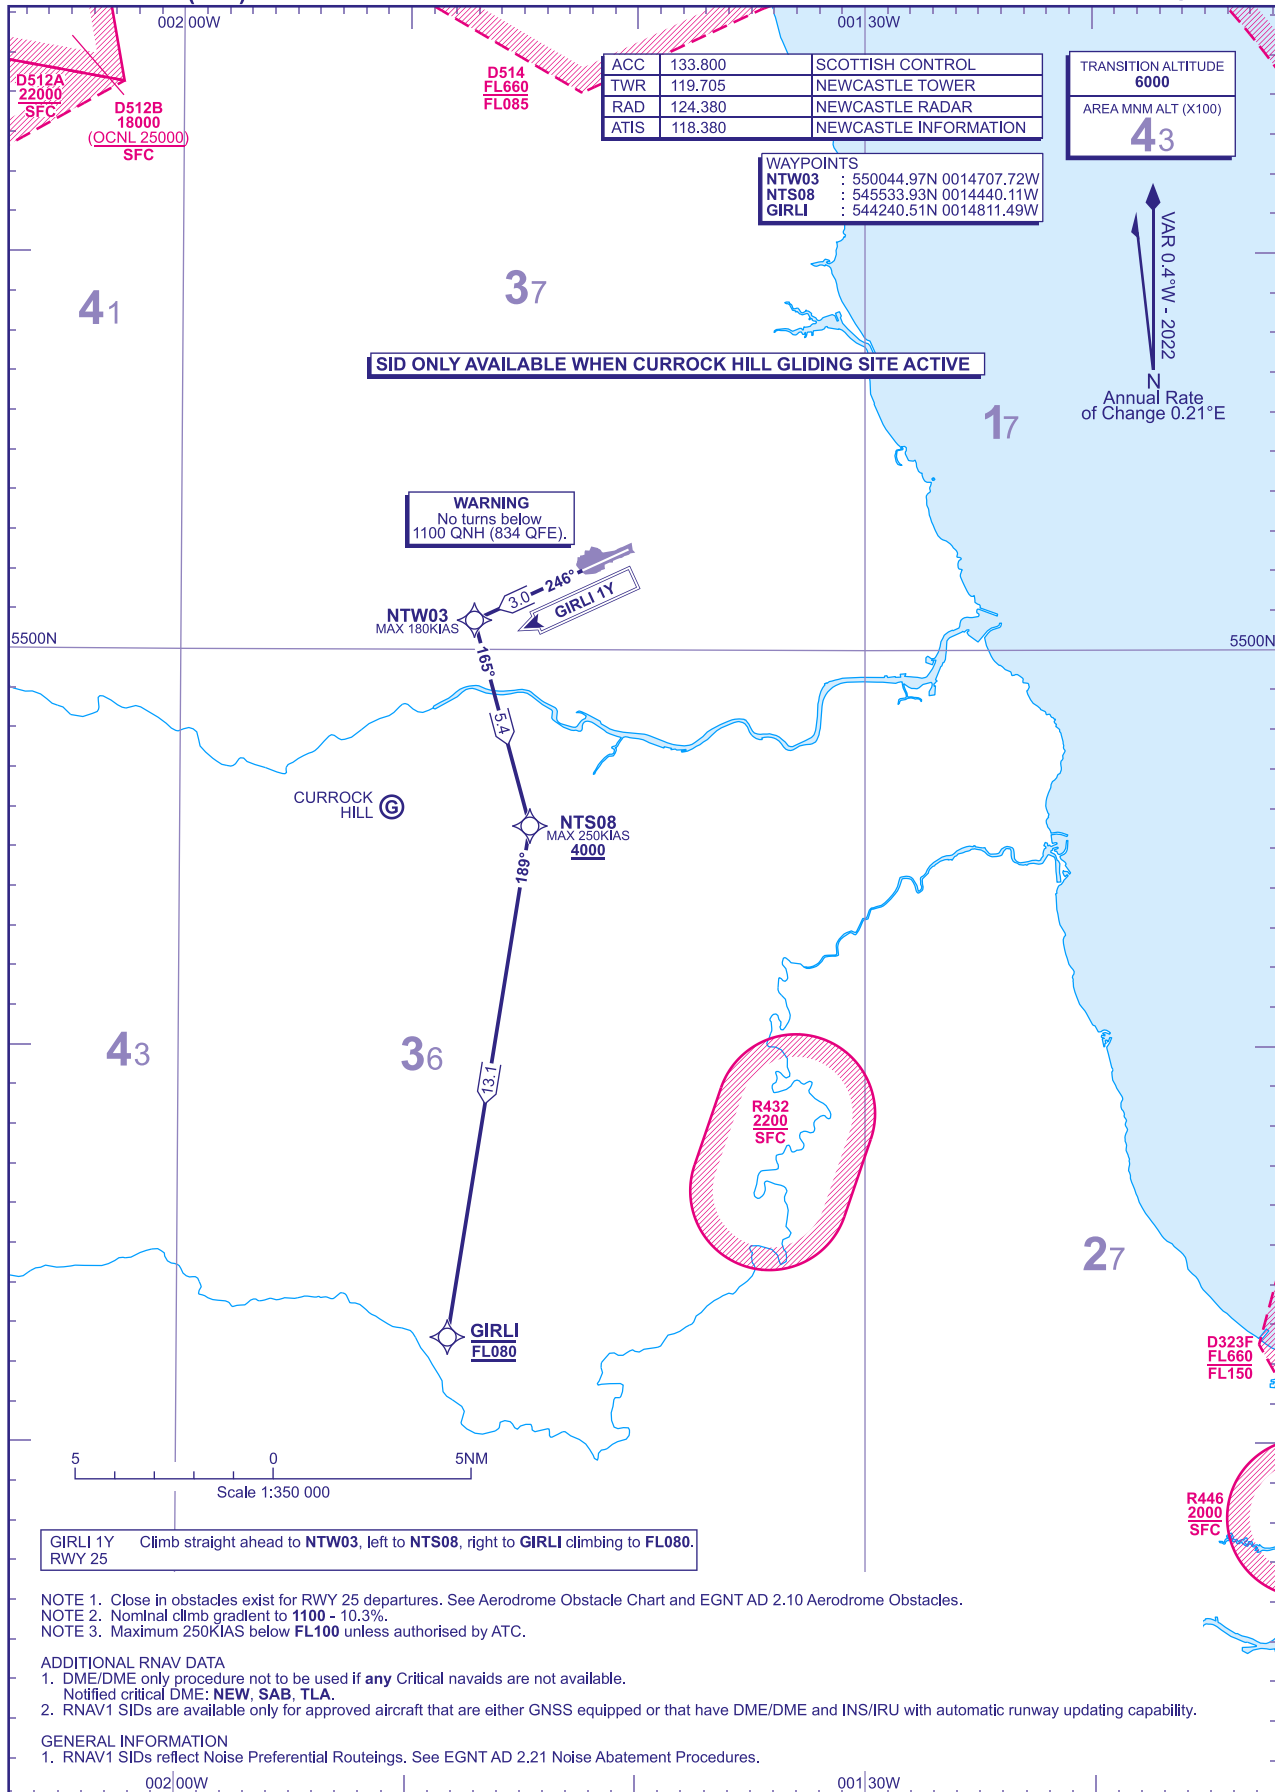 002 00W
001 30W
D512A
22000
SFC
D512B
18000
(OCNL 25000)
SFC
D514
FL660
FL085
ACC 133.800 SCOTTISH CONTROL
TWR 119.705 NEWCASTLE TOWER
RAD 124.380 NEWCASTLE RADAR
ATIS 118.380 NEWCASTLE INFORMATION
TRANSITION ALTITUDE
6000
AREA MNM ALT (X100)
43
WAYPOINTS
NTW03 : 550044.97N 0014707.72W
NTS08 : 545533.93N 0014440.11W
GIRLI : 544240.51N 0014811.49W
VAR 0.4°W - 2022
N
Annual Rate
of Change 0.21°E
41
37
SID ONLY AVAILABLE WHEN CURROCK HILL GLIDING SITE ACTIVE
17
WARNING
No turns below
1100 QNH (834 QFE).
246°
3.0
GIRLI 1Y
NTW03
MAX 180KIAS
5500N
5500N
165°
5.4
CURROCK
HILL
G
NTS08
MAX 250KIAS
4000
189°
43
36
13.1
R432
2200
SFC
27
GIRLI
FL080
D323F
FL660
FL150
5 0 5NM
Scale 1:350 000
R446
2000
SFC
GIRLI 1Y Climb straight ahead to NTW03, left to NTS08, right to GIRLI climbing to FL080.
RWY 25
NOTE 1. Close in obstacles exist for RWY 25 departures. See Aerodrome Obstacle Chart and EGNT AD 2.10 Aerodrome Obstacles.
NOTE 2. Nominal climb gradient to 1100 - 10.3%.
NOTE 3. Maximum 250KIAS below FL100 unless authorised by ATC.
ADDITIONAL RNAV DATA
1. DME/DME only procedure not to be used if any Critical navaids are not available.
Notified critical DME: NEW, SAB, TLA.
2. RNAV1 SIDs are available only for approved aircraft that are either GNSS equipped or that have DME/DME and INS/IRU with automatic runway updating capability.
GENERAL INFORMATION
1. RNAV1 SIDs reflect Noise Preferential Routeings. See EGNT AD 2.21 Noise Abatement Procedures.
002 00W
001 30W